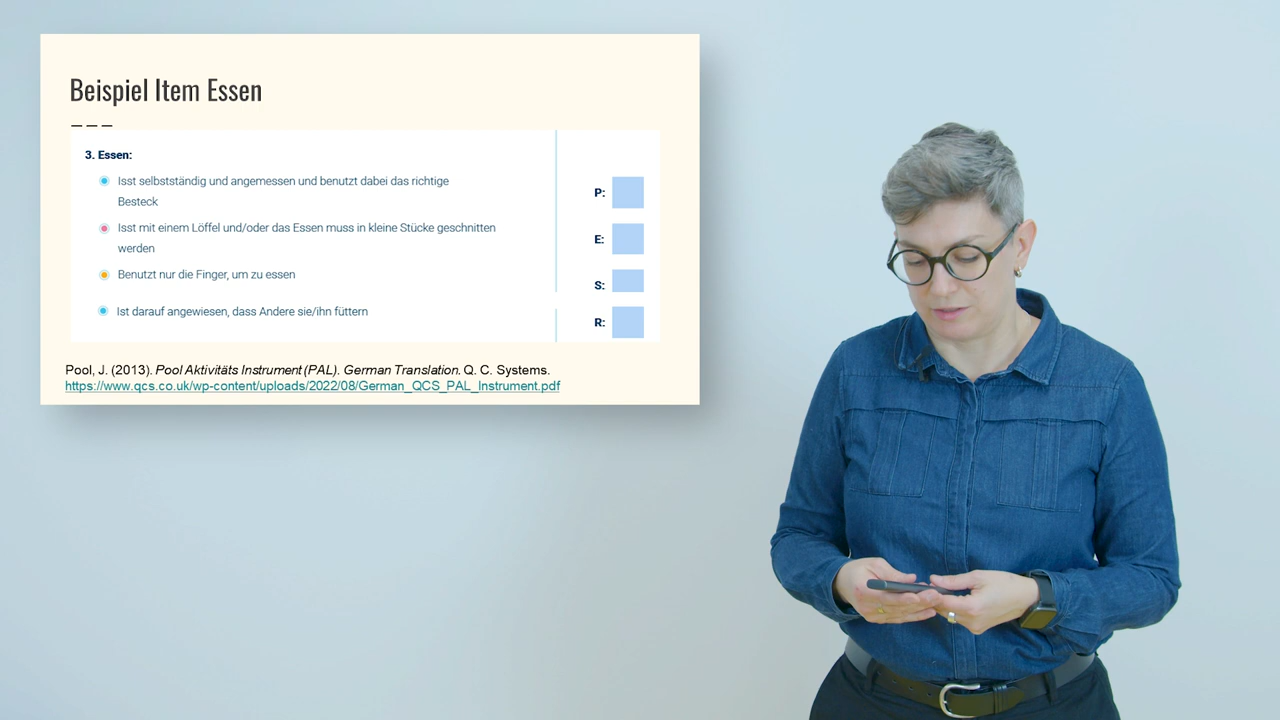 Beispiel Item Essen
3. Essen:
Isst selbstständig und angemessen und benutzt dabei das richtige
Besteck
P:
Isst mit einem Löffel und/oder das Essen muss in kleine Stücke geschnitten
werden
E:
Benutzt nur die Finger, um zu essen
S:
Ist darauf angewiesen, dass Andere sie/ihn füttern
R:
Pool, J. (2013). Pool Aktivitäts Instrument (PAL). German Translation. Q. C. Systems.
https://www.qcs.co.uk/wp-content/uploads/2022/08/German_QCS_PAL_Instrument.pdf